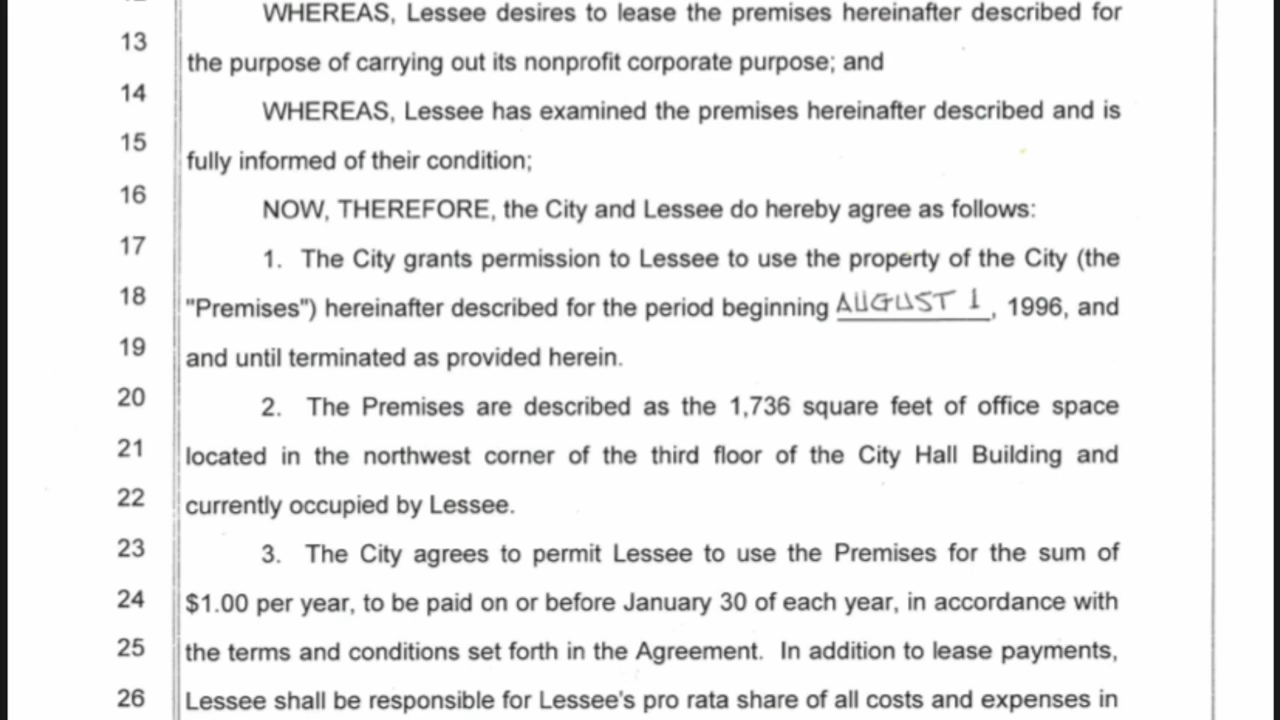 WHEREAS, Lessee desires to lease the premises hereinafter described for
13 the purpose of carrying out its nonprofit corporate purpose; and
14 WHEREAS, Lessee has examined the premises hereinafter described and is
15 fully informed of their condition;
16 NOW, THEREFORE, the City and Lessee do hereby agree as follows:
17 1. The City grants permission to Lessee to use the property of the City (the
18 "Premises") hereinafter described for the period beginning AUGUST 1, 1996, and
19 and until terminated as provided herein.
20 2. The Premises are described as the 1,736 square feet of office space
21 located in the northwest corner of the third floor of the City Hall Building and
22 currently occupied by Lessee.
23 3. The City agrees to permit Lessee to use the Premises for the sum of
24 $1.00 per year, to be paid on or before January 30 of each year, in accordance with
25 the terms and conditions set forth in the Agreement. In addition to lease payments,
26 Lessee shall be responsible for Lessee's pro rata share of all costs and expenses in